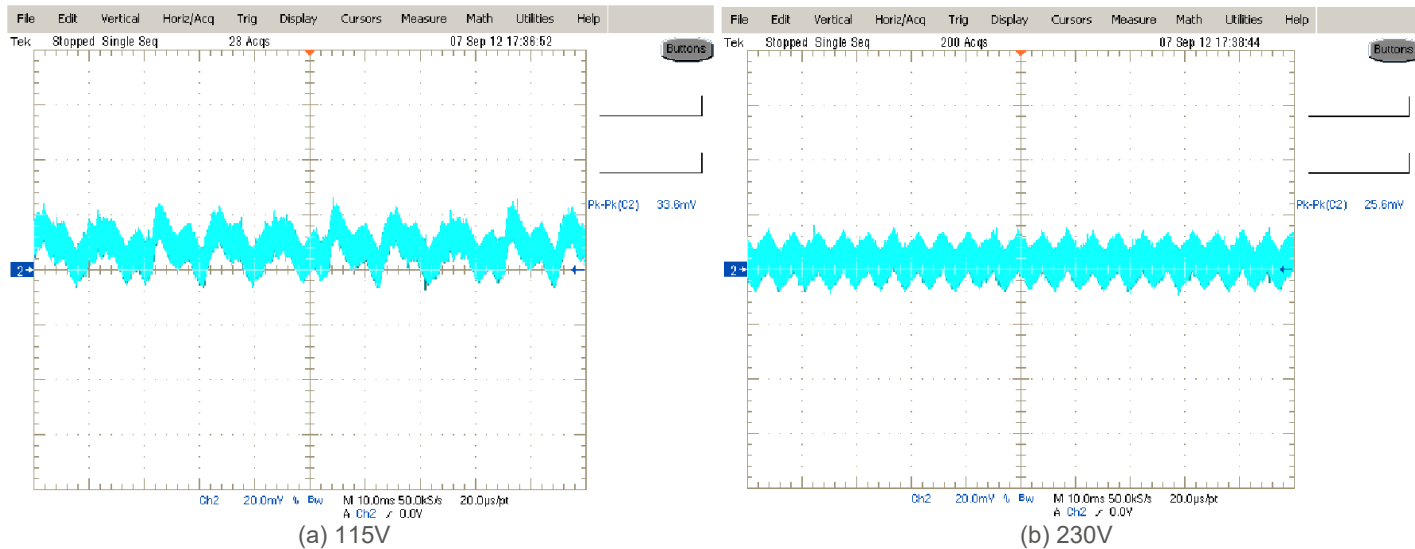 File Edit Vertical Horiz/Acq Trig Display Cursors Measure Math Utilities Help
Tek Stopped Single Seq 23 Acqs 07 Sep 12 17:36:52
Buttons
Pk-Pk(C2) 33.6mV
2
Ch2 20.0mV % Bw M 10.0ms 50.0kS/s 20.0µs/pt
A Ch2 ⁄ 0.0V
(a) 115V
File Edit Vertical Horiz/Acq Trig Display Cursors Measure Math Utilities Help
Tek Stopped Single Seq 200 Acqs 07 Sep 12 17:38:44
Buttons
Pk-Pk(C2) 25.6mV
2
Ch2 20.0mV % Bw M 10.0ms 50.0kS/s 20.0µs/pt
A Ch2 ⁄ 0.0V
(b) 230V